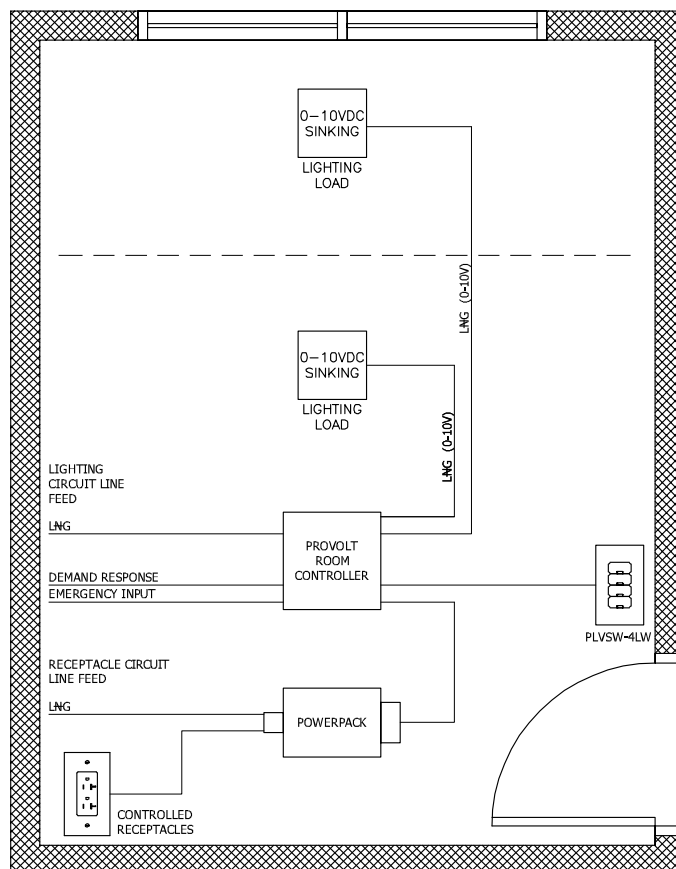 0-10VDC
SINKING
LIGHTING
LOAD
LNG (0-10V)
0-10VDC
SINKING
LIGHTING
LOAD
LNG (0-10V)
LIGHTING
CIRCUIT LINE
FEED
LNG
PROVOLT
ROOM
CONTROLLER
DEMAND RESPONSE
EMERGENCY INPUT
PLVSW-4LW
RECEPTACLE CIRCUIT
LINE FEED
LNG
POWERPACK
CONTROLLED
RECEPTACLES